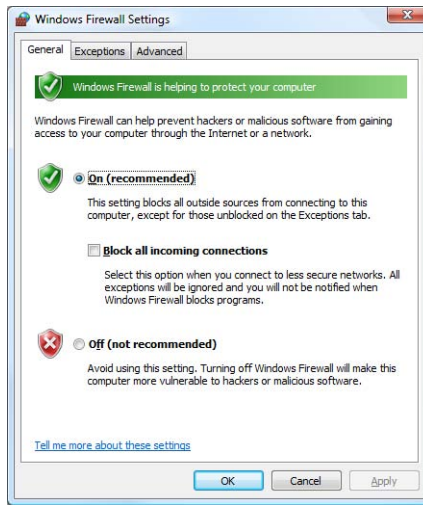 Windows Firewall Settings
General Exceptions Advanced
Windows Firewall is helping to protect your computer
Windows Firewall can help prevent hackers or malicious software from gaining
access to your computer through the Internet or a network.
On (recommended)
This setting blocks all outside sources from connecting to this
computer, except for those unblocked on the Exceptions tab.
Block all incoming connections
Select this option when you connect to less secure networks. All
exceptions will be ignored and you will not be notified when
Windows Firewall blocks programs.
Off (not recommended)
Avoid using this setting. Turning off Windows Firewall will make this
computer more vulnerable to hackers or malicious software.
Tell me more about these settings
OK Cancel Apply